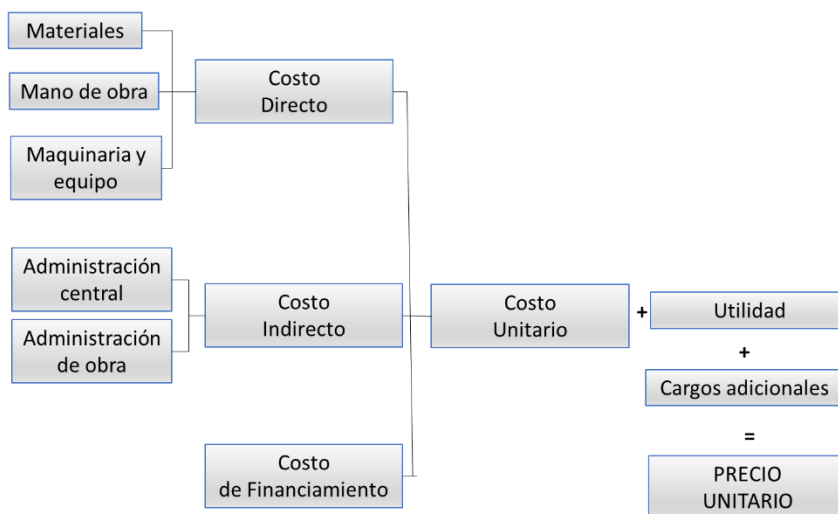 Materiales
Mano de obra
Maquinaria y
equipo
Costo
Directo
Administración
central
Administración
de obra
Costo
Indirecto
Costo
de Financiamiento
Costo
Unitario
+
Utilidad
+
Cargos adicionales
=
PRECIO
UNITARIO